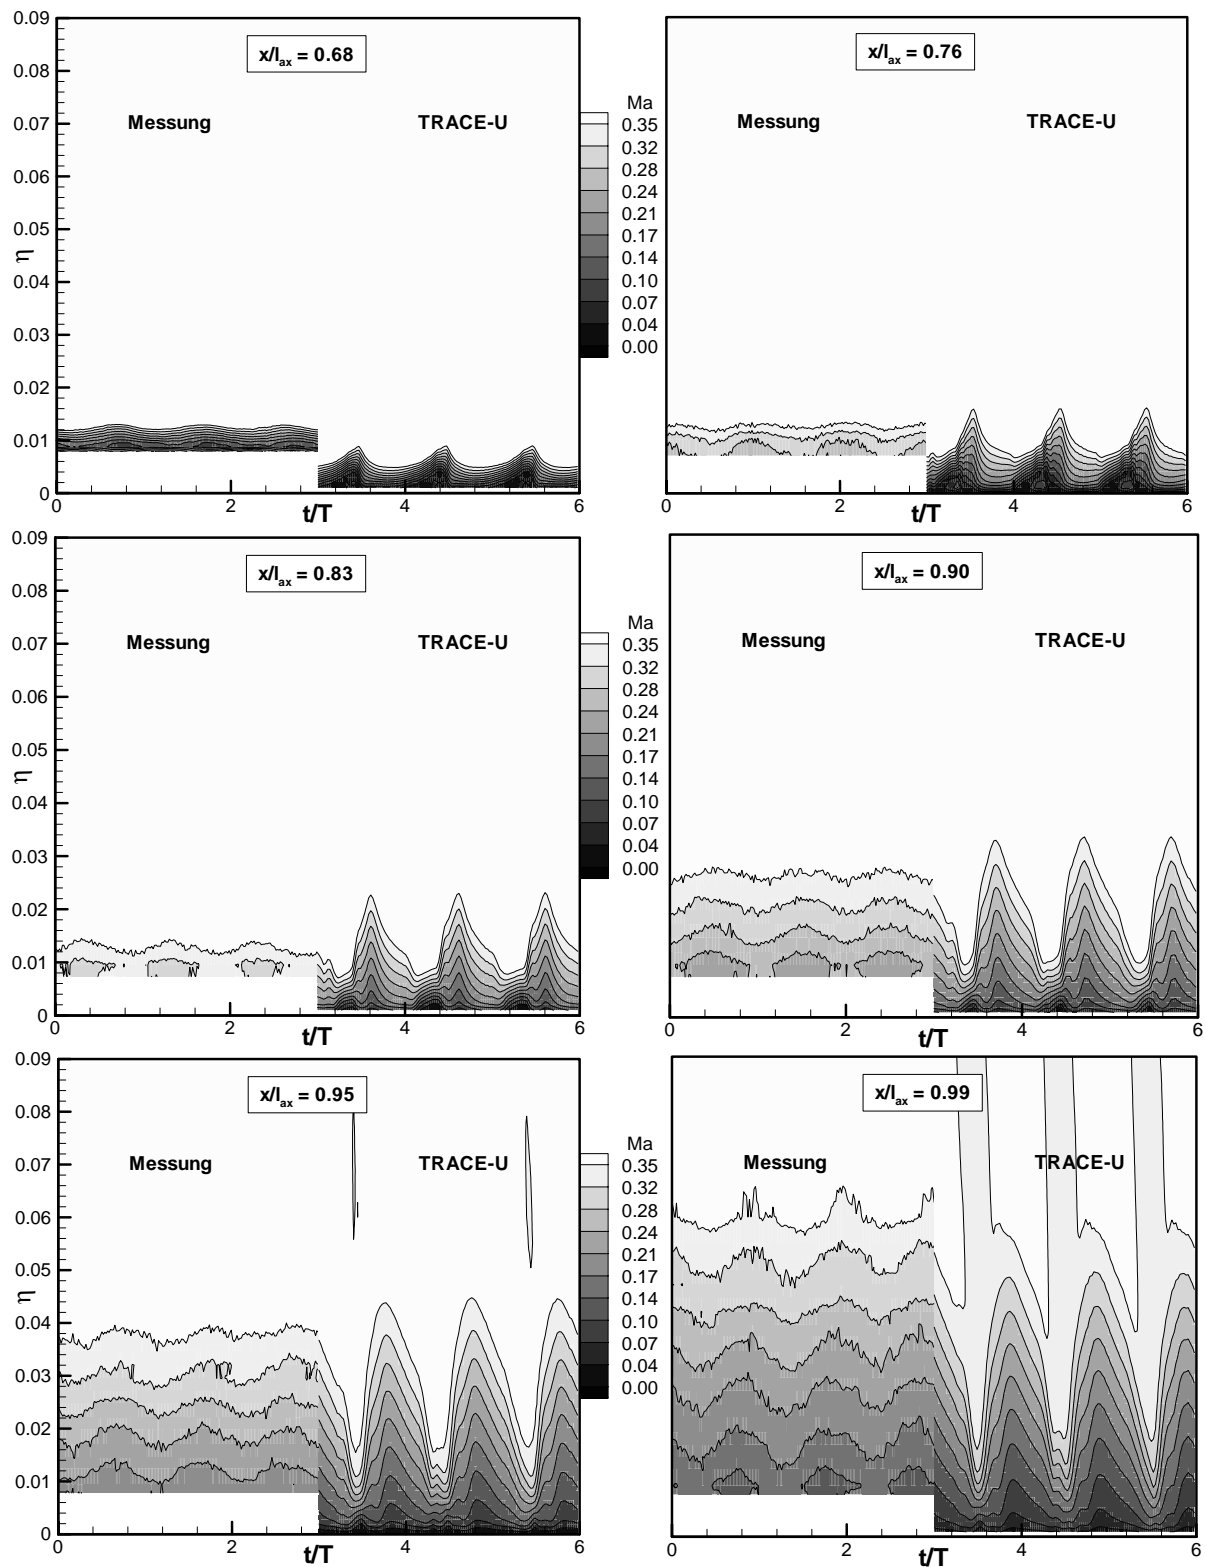 x/l_ax = 0.68
Messung TRACE-U
0.09
0.08
0.07
0.06
0.05
η
0.04
0.03
0.02
0.01
0
0 2 4 6
t/T
Ma
0.35
0.32
0.28
0.24
0.21
0.17
0.14
0.10
0.07
0.04
0.00
x/l_ax = 0.76
Messung TRACE-U
0 2 4 6
t/T
x/l_ax = 0.83
Messung TRACE-U
0.09
0.08
0.07
0.06
0.05
η
0.04
0.03
0.02
0.01
0
0 2 4 6
t/T
Ma
0.35
0.32
0.28
0.24
0.21
0.17
0.14
0.10
0.07
0.04
0.00
x/l_ax = 0.90
Messung TRACE-U
0 2 4 6
t/T
x/l_ax = 0.95
Messung TRACE-U
0.09
0.08
0.07
0.06
0.05
η
0.04
0.03
0.02
0.01
0
0 2 4 6
t/T
Ma
0.35
0.32
0.28
0.24
0.21
0.17
0.14
0.10
0.07
0.04
0.00
x/l_ax = 0.99
Messung TRACE-U
0 2 4 6
t/T